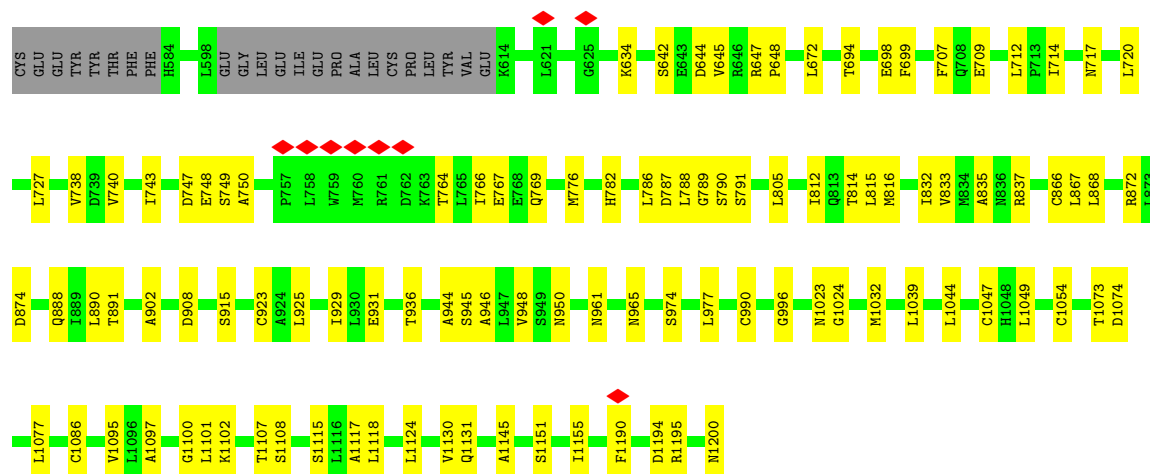 CYS GLU GLU TYR TYR THR PHE PHE H584 L598 GLU GLY LEU GLU ILE GLU PRO ALA LEU CYS PRO LEU TYR VAL GLU K614 L621 G625 K634 S642 E643 D644 V645 R646 R647 P648 L672 T694 E698 F699 F707 Q708 E709 L712 P713 I714 N717 L720
L727 V738 D739 V740 I743 D747 E748 S749 A750 P757 L758 W759 M760 R761 D762 K763 T764 L765 I766 E767 E768 Q769 M776 H782 L786 D787 L788 G789 S790 S791 L805 I812 Q813 T814 L815 M816 I832 V833 M834 A835 N836 R837 C866 L867 L868 R872 L873
D874 Q888 I889 L890 T891 A902 D908 S915 C923 A924 L925 I929 L930 E931 T936 A944 S945 A946 L947 V948 S949 N950 N961 N965 S974 L977 C990 G996 N1023 G1024 M1032 L1039 L1044 C1047 H1048 L1049 C1054 T1073 D1074
L1077 C1086 V1095 L1096 A1097 G1100 L1101 K1102 T1107 S1108 S1115 L1116 A1117 L1118 L1124 V1130 Q1131 A1145 S1151 I1155 F1190 D1194 R1195 N1200